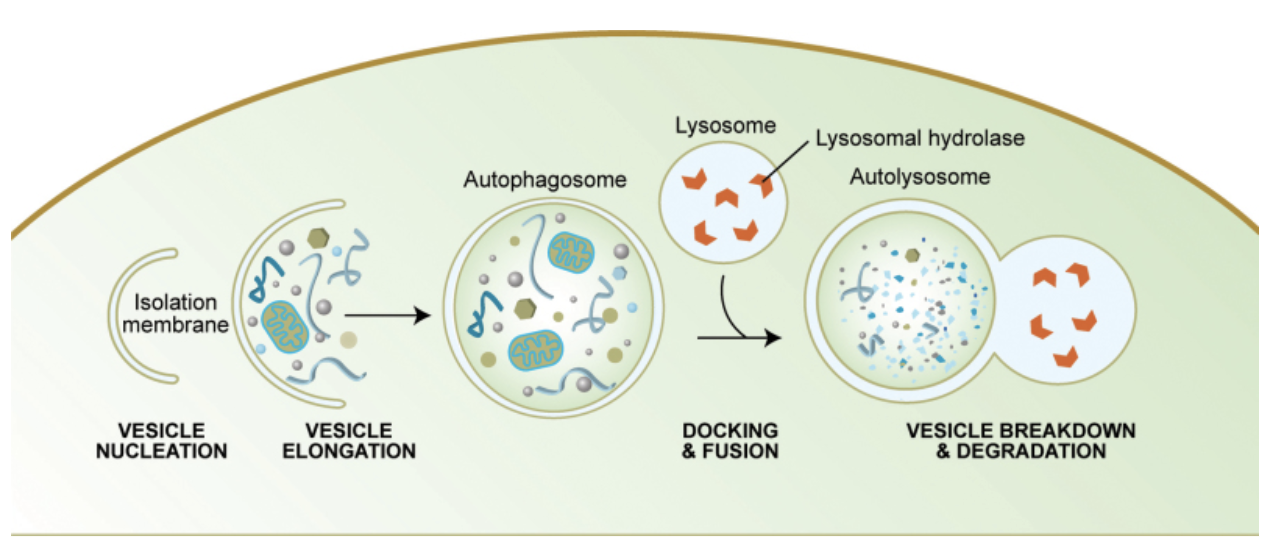 Lysosome
Lysosomal hydrolase
Autophagosome
Autolysosome
Isolation
membrane
VESICLE
NUCLEATION
VESICLE
ELONGATION
DOCKING
& FUSION
VESICLE BREAKDOWN
& DEGRADATION